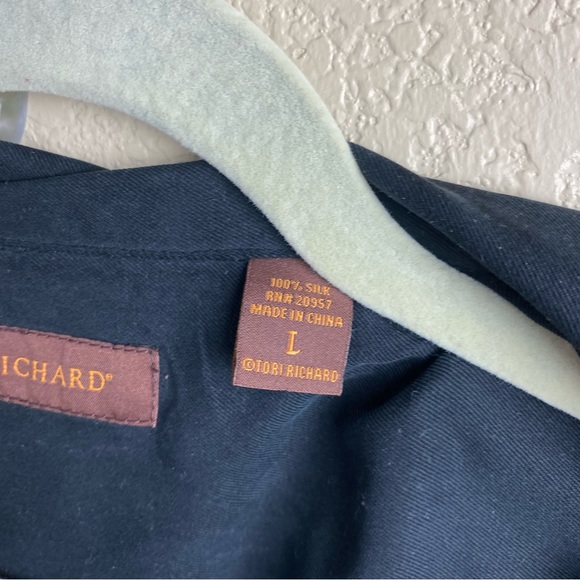 100% SILK
RN# 20957
MADE IN CHINA
L
©TORI RICHARD
ICHARD®